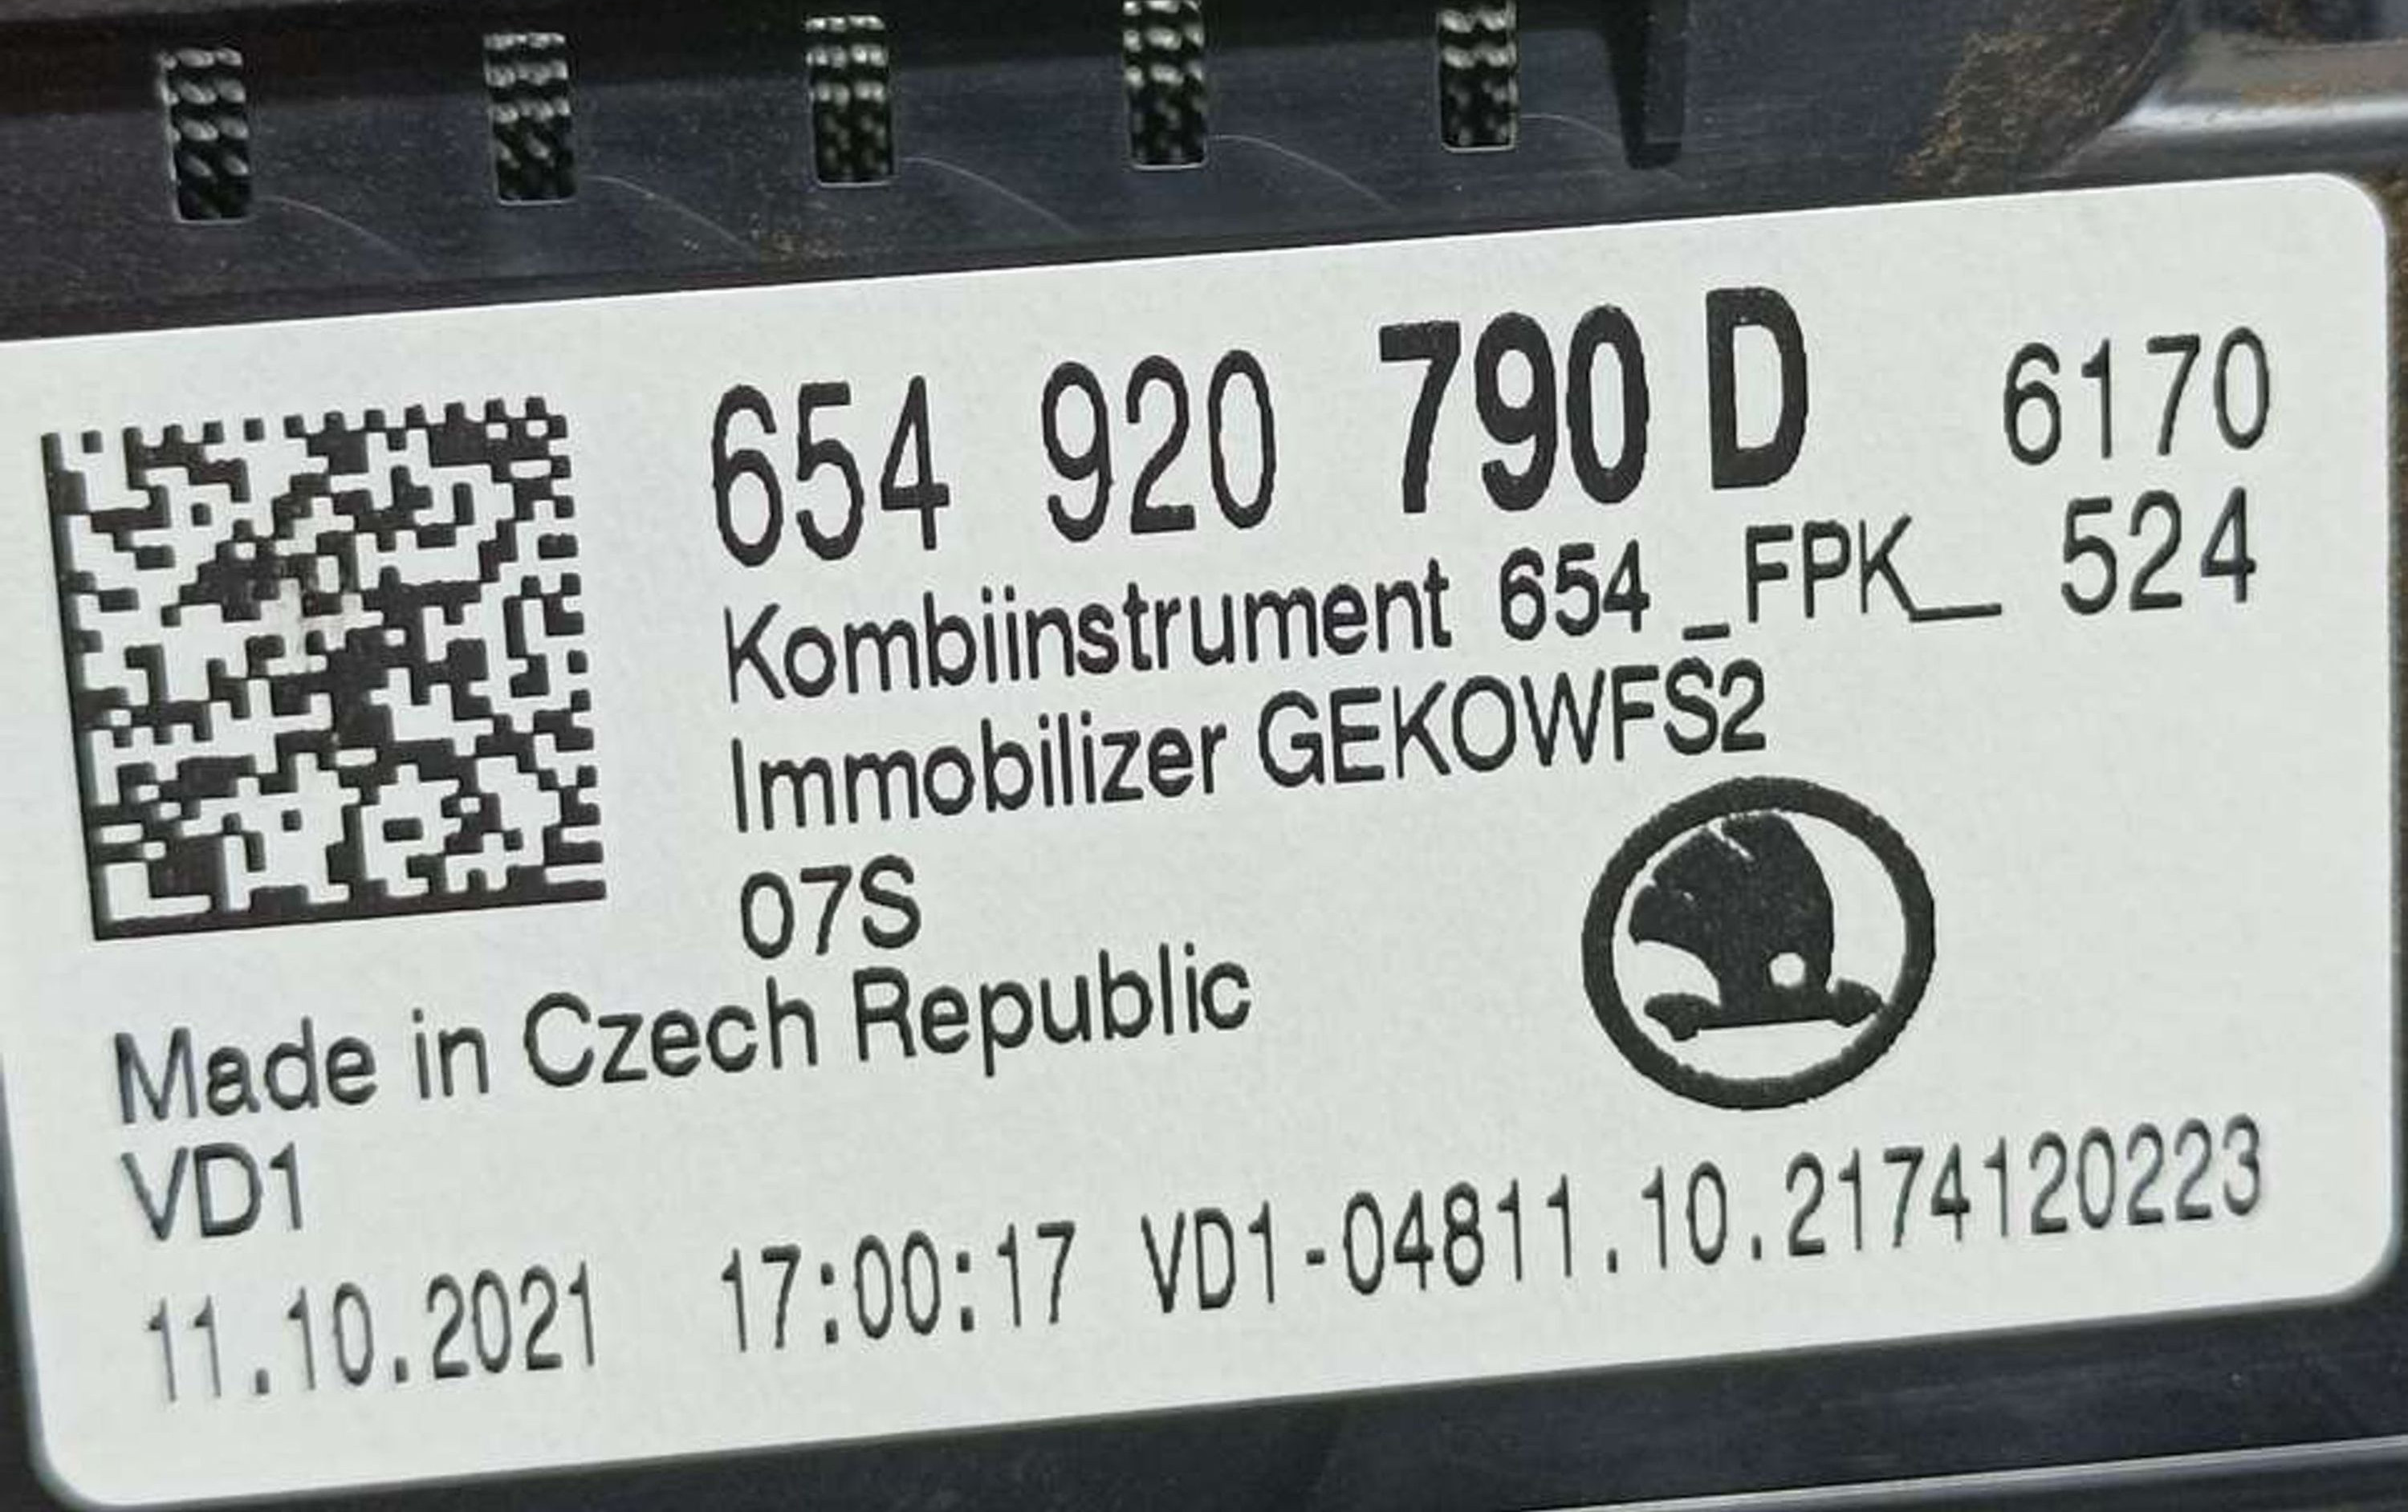 654 920 790 D 6170
Kombiinstrument 654 _FPK_ 524
Immobilizer GEKOWFS2
07S
Made in Czech Republic
VD1
11.10.2021 17:00:17 VD1-04811.10.2174120223